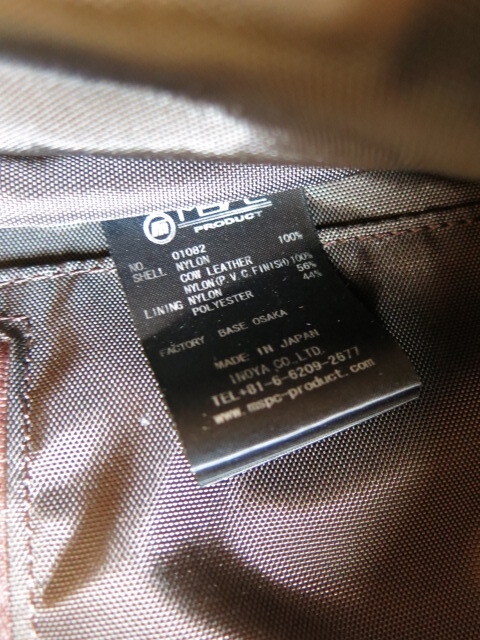 MSPC
PRODUCT
NO. 01082
SHELL NYLON 100%
COW LEATHER
NYLON(P.V.C.FINISH) 100%
LINING NYLON 56%
POLYESTER 44%
FACTORY BASE OSAKA
MADE IN JAPAN
INOYA CO.,LTD.
TEL+81-6-6209-2677
www.mspc-product.com